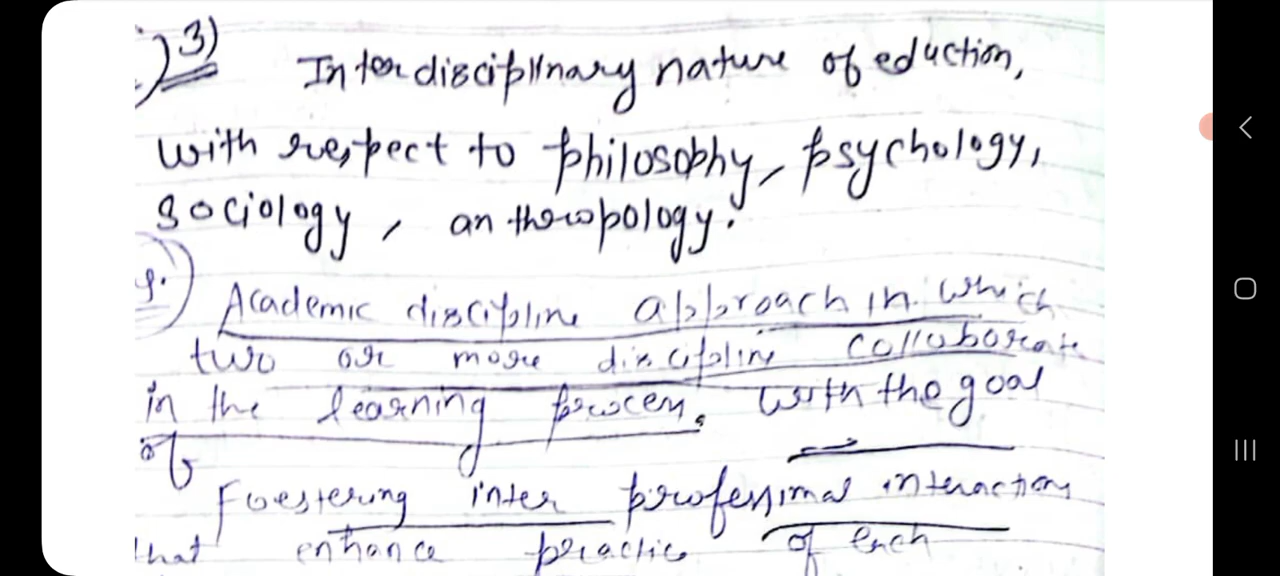 3)
Interdisciplinary nature of eduction,
with respect to philosophy, psychology,
sociology, anthropology.
Academic discipline approach in which
two or more discipline collaborate
in the learning process. with the goal
of
Foestering inter professional interaction
that enhance practice of each